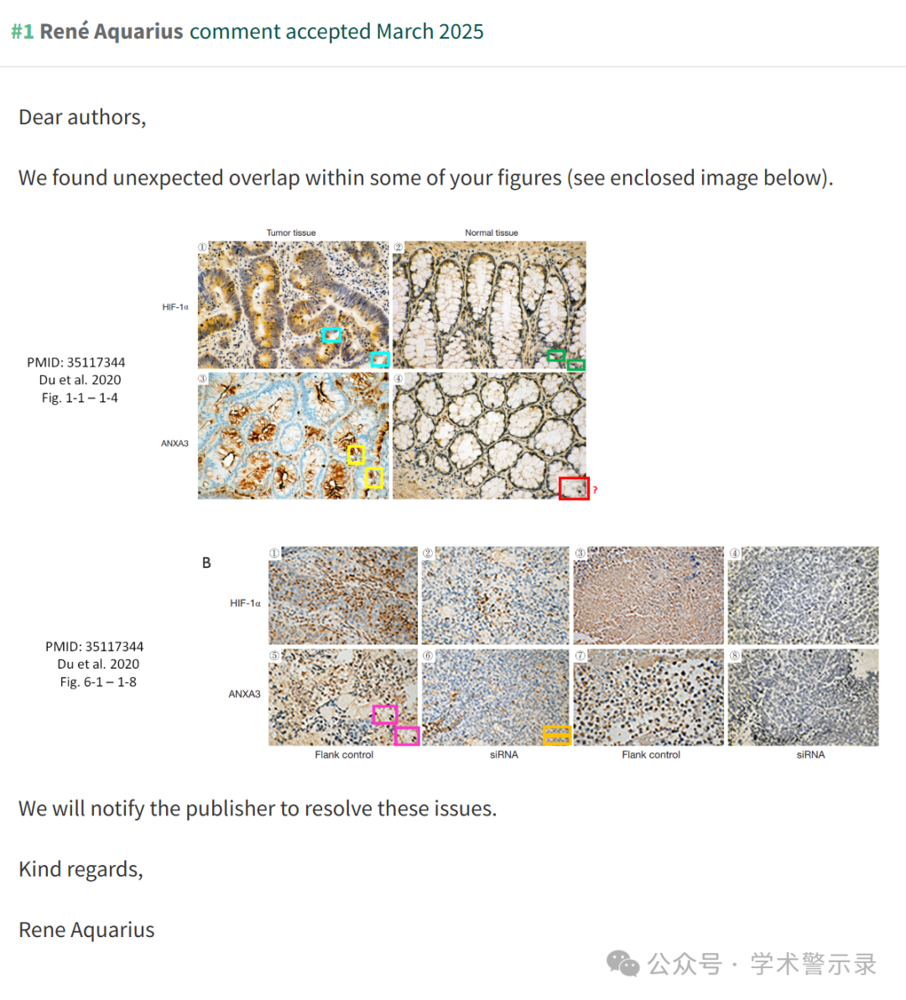 #1 René Aquarius comment accepted March 2025
Dear authors,
We found unexpected overlap within some of your figures (see enclosed image below).
Tumor tissue
Normal tissue
①
②
HIF-1α
PMID: 35117344
Du et al. 2020
Fig. 1-1 – 1-4
③
④
ANXA3
?
B
①
②
③
④
HIF-1α
PMID: 35117344
Du et al. 2020
Fig. 6-1 – 1-8
⑤
⑥
⑦
⑧
ANXA3
Flank control
siRNA
Flank control
siRNA
We will notify the publisher to resolve these issues.
Kind regards,
Rene Aquarius
公众号 · 学术警示录